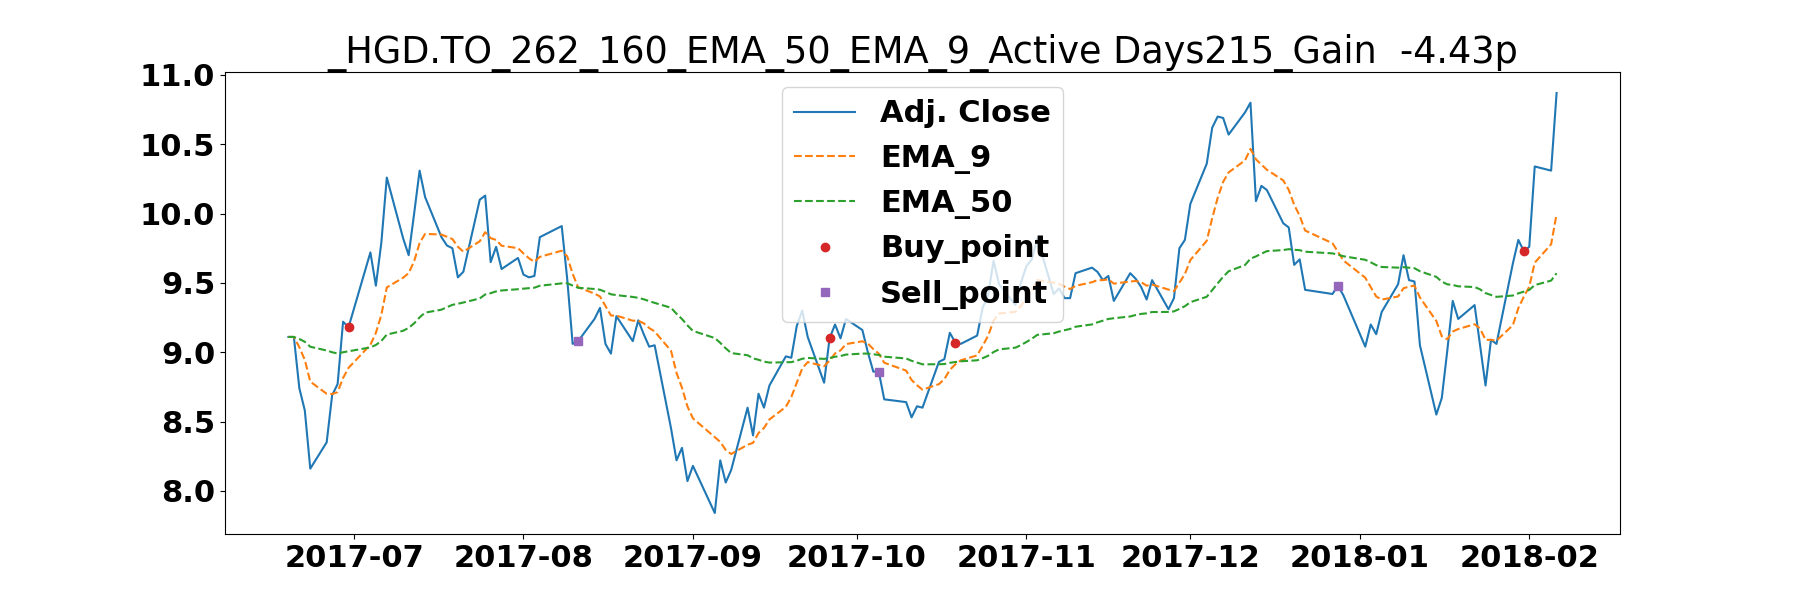 _HGD.TO_262_160_EMA_50_EMA_9_Active Days215_Gain  -4.43p
11.0
10.5
10.0
9.5
9.0
8.5
8.0
Adj. Close
EMA_9
EMA_50
Buy_point
Sell_point
2017-07 2017-08 2017-09 2017-10 2017-11 2017-12 2018-01 2018-02